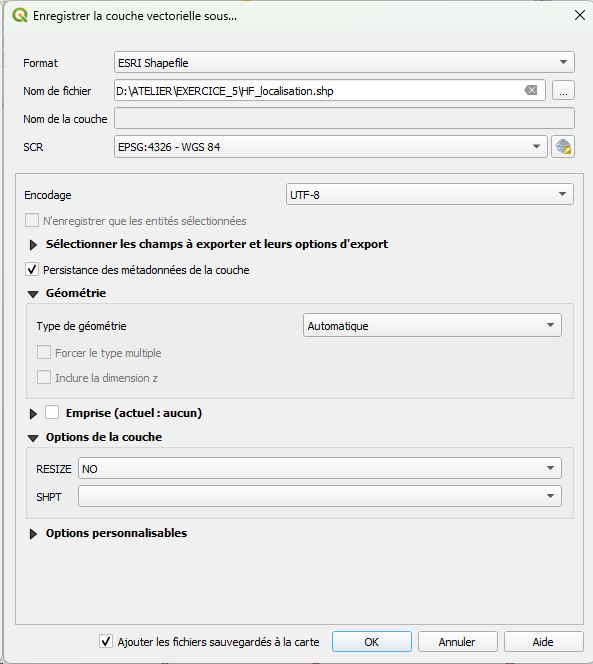 Enregistrer la couche vectorielle sous...
Format ESRI Shapefile
Nom de fichier D:\ATELIER\EXERCICE_5\HF_localisation.shp ...
Nom de la couche
SCR EPSG:4326 - WGS 84
Encodage UTF-8
N'enregistrer que les entités sélectionnées
Sélectionner les champs à exporter et leurs options d'export
Persistance des métadonnées de la couche
Géométrie
Type de géométrie Automatique
Forcer le type multiple
Inclure la dimension z
Emprise (actuel : aucun)
Options de la couche
RESIZE NO
SHPT
Options personnalisables
Ajouter les fichiers sauvegardés à la carte OK Annuler Aide